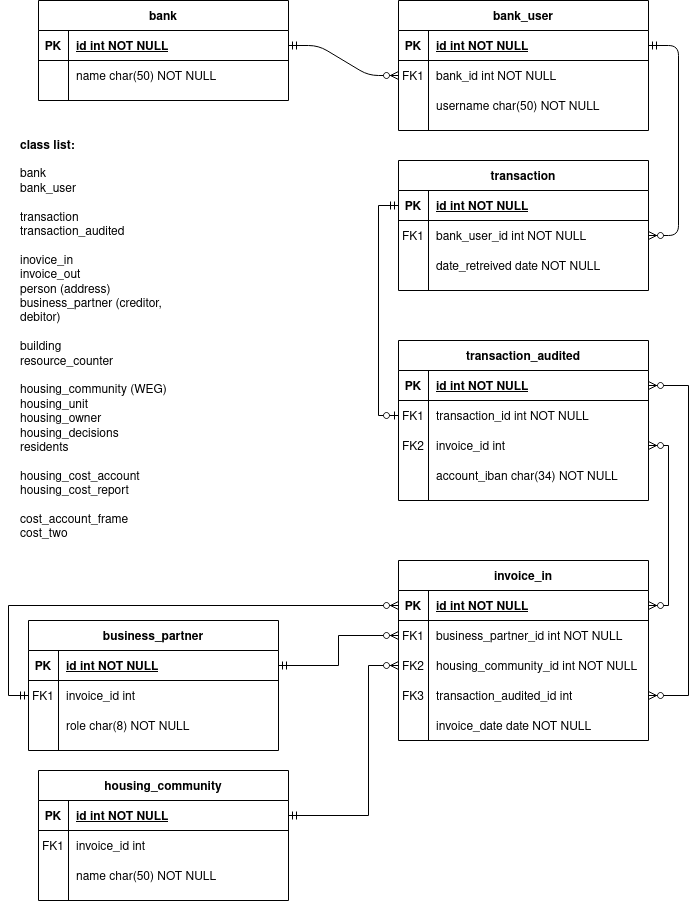 bank
PK id int NOT NULL
name char(50) NOT NULL
bank_user
PK id int NOT NULL
FK1 bank_id int NOT NULL
username char(50) NOT NULL
class list:
bank
bank_user
transaction
transaction_audited
inovice_in
invoice_out
person (address)
business_partner (creditor,
debitor)
building
resource_counter
housing_community (WEG)
housing_unit
housing_owner
housing_decisions
residents
housing_cost_account
housing_cost_report
cost_account_frame
cost_two
transaction
PK id int NOT NULL
FK1 bank_user_id int NOT NULL
date_retreived date NOT NULL
transaction_audited
PK id int NOT NULL
FK1 transaction_id int NOT NULL
FK2 invoice_id int
account_iban char(34) NOT NULL
invoice_in
PK id int NOT NULL
FK1 business_partner_id int NOT NULL
FK2 housing_community_id int NOT NULL
FK3 transaction_audited_id int
invoice_date date NOT NULL
business_partner
PK id int NOT NULL
FK1 invoice_id int
role char(8) NOT NULL
housing_community
PK id int NOT NULL
FK1 invoice_id int
name char(50) NOT NULL